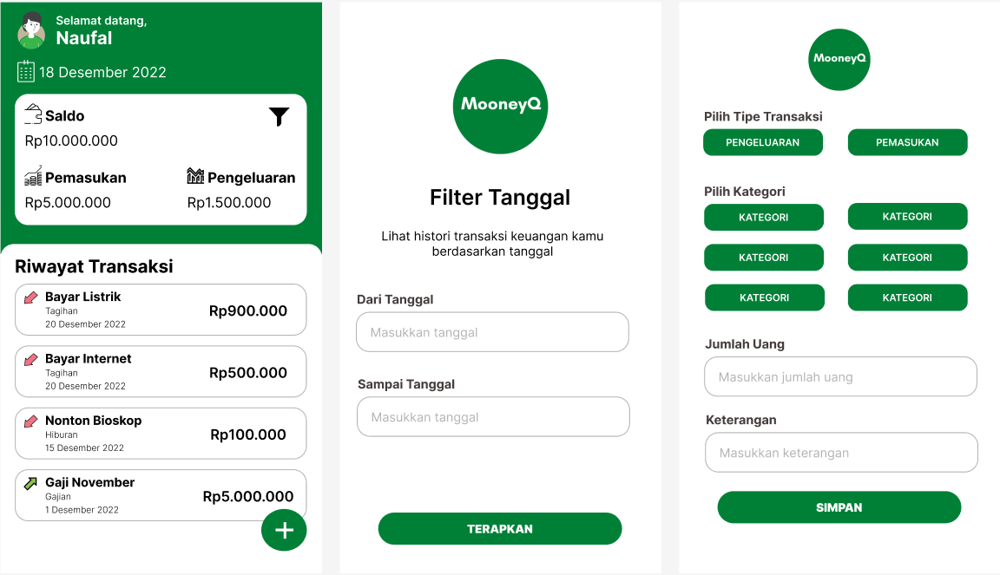 Selamat datang,
Naufal
18 Desember 2022
Saldo
Rp10.000.000
Pemasukan
Pengeluaran
Rp5.000.000
Rp1.500.000
Riwayat Transaksi
Bayar Listrik
Tagihan
20 Desember 2022
Rp900.000
Bayar Internet
Tagihan
20 Desember 2022
Rp500.000
Nonton Bioskop
Hiburan
15 Desember 2022
Rp100.000
Gaji November
Gajian
1 Desember 2022
Rp5.000.000
+
MooneyQ
Filter Tanggal
Lihat histori transaksi keuangan kamu
berdasarkan tanggal
Dari Tanggal
Masukkan tanggal
Sampai Tanggal
Masukkan tanggal
TERAPKAN
MooneyQ
Pilih Tipe Transaksi
PENGELUARAN
PEMASUKAN
Pilih Kategori
KATEGORI
KATEGORI
KATEGORI
KATEGORI
KATEGORI
KATEGORI
Jumlah Uang
Masukkan jumlah uang
Keterangan
Masukkan keterangan
SIMPAN